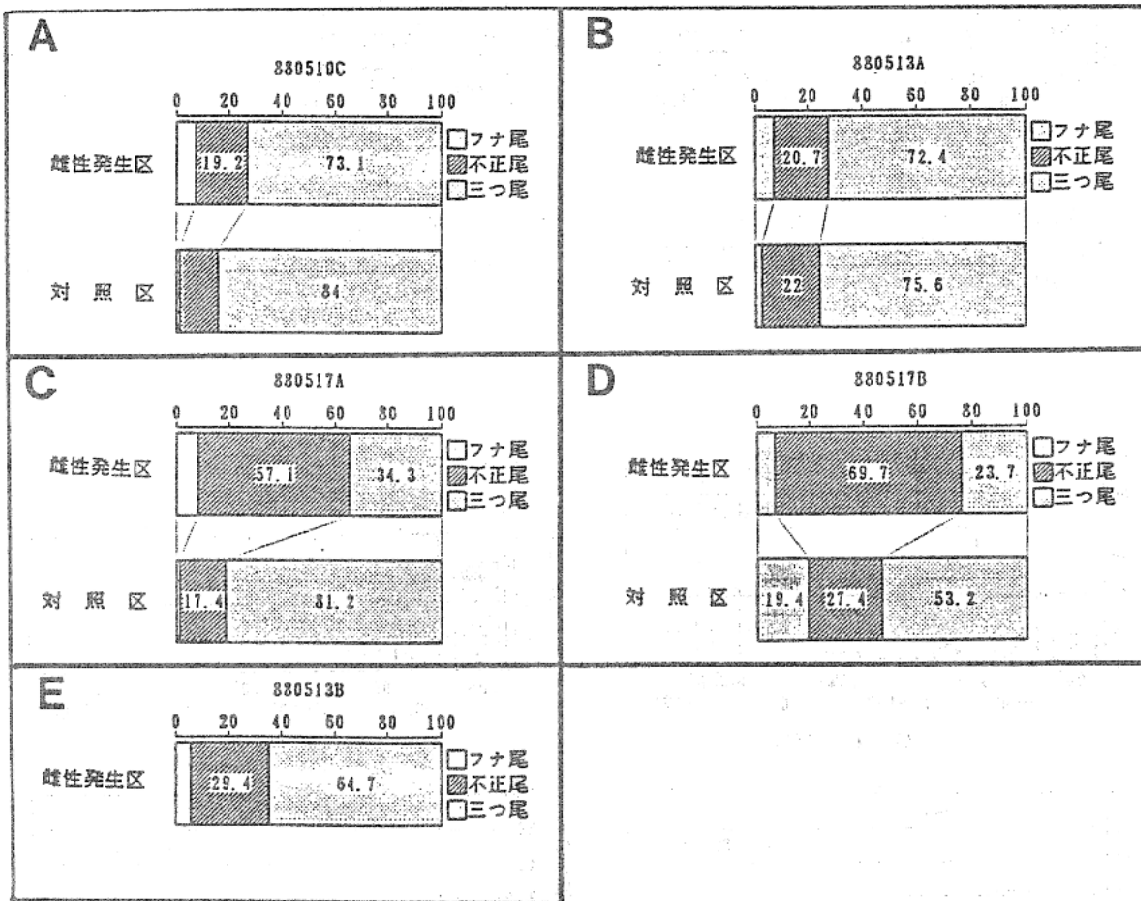 A
880510C
0 20 40 60 80 100
雌性発生区
19.2
73.1
フナ尾
不正尾
三つ尾
対照区
84
B
880513A
0 20 40 60 80 100
雌性発生区
20.7
72.4
フナ尾
不正尾
三つ尾
対照区
22
75.6
C
880517A
0 20 40 60 80 100
雌性発生区
57.1
34.3
フナ尾
不正尾
三つ尾
対照区
17.4
81.2
D
880517B
0 20 40 60 80 100
雌性発生区
69.7
23.7
フナ尾
不正尾
三つ尾
対照区
19.4
27.4
53.2
E
880513B
0 20 40 60 80 100
雌性発生区
29.4
64.7
フナ尾
不正尾
三つ尾